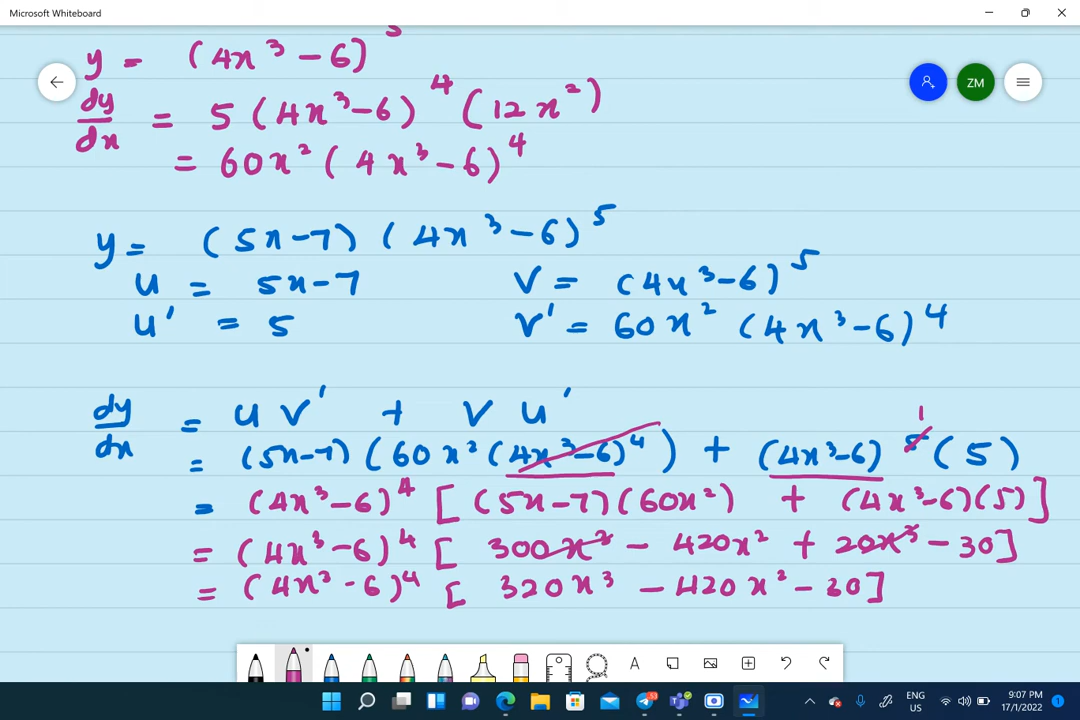 Microsoft Whiteboard
y = (4x³ – 6)⁵
dy/dx = 5 (4x³ – 6)⁴ (12x²)
= 60x² (4x³ – 6)⁴
ZM
y = (5x – 7) (4x³ – 6)⁵
u = 5x – 7 v = (4x³ – 6)⁵
u' = 5 v' = 60x² (4x³ – 6)⁴
dy/dx = u v' + v u'
1
= (5x – 7) (60x² (4x³ – 6)⁴) + (4x³ – 6)⁵ (5)
= (4x³ – 6)⁴ [(5x – 7)(60x²) + (4x³ – 6)(5)]
= (4x³ – 6)⁴ [300x³ – 420x² + 20x³ – 30]
= (4x³ – 6)⁴ [320x³ – 420x² – 30]
A
53
ENG
US
9:07 PM
17/1/2022